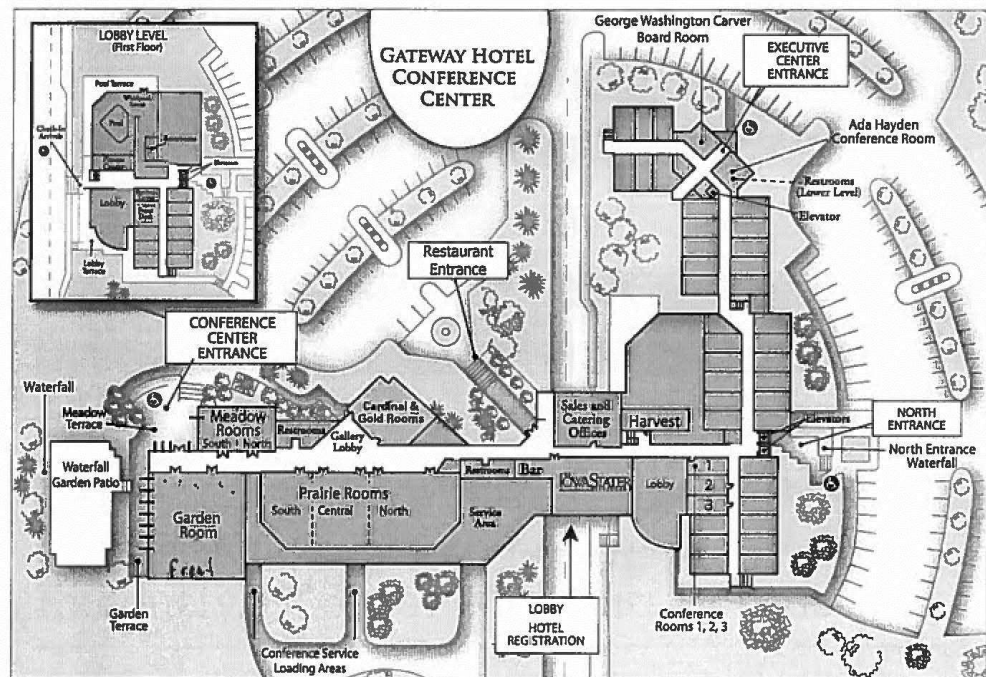 LOBBY LEVEL
(First Floor)
Pool Terrace
Pool
Lobby
Lobby
Terrace
GATEWAY HOTEL
CONFERENCE
CENTER
George Washington Carver
Board Room
EXECUTIVE
CENTER
ENTRANCE
Ada Hayden
Conference Room
Restrooms
(Lower Level)
Elevator
Restaurant
Entrance
CONFERENCE
CENTER
ENTRANCE
Waterfall
Meadow
Terrace
Meadow
Rooms
South
North
Restrooms
Cardinal &
Gold Rooms
Gallery
Lobby
Sales and
Catering
Offices
Harvest
Elevators
NORTH
ENTRANCE
North Entrance
Waterfall
Waterfall
Garden Patio
Garden
Room
Prairie Rooms
South
Central
North
Restrooms
Bar
Service
Area
IOWASTATER
Lobby
1
2
3
Garden
Terrace
Conference Service
Loading Areas
LOBBY
HOTEL
REGISTRATION
Conference
Rooms 1, 2, 3